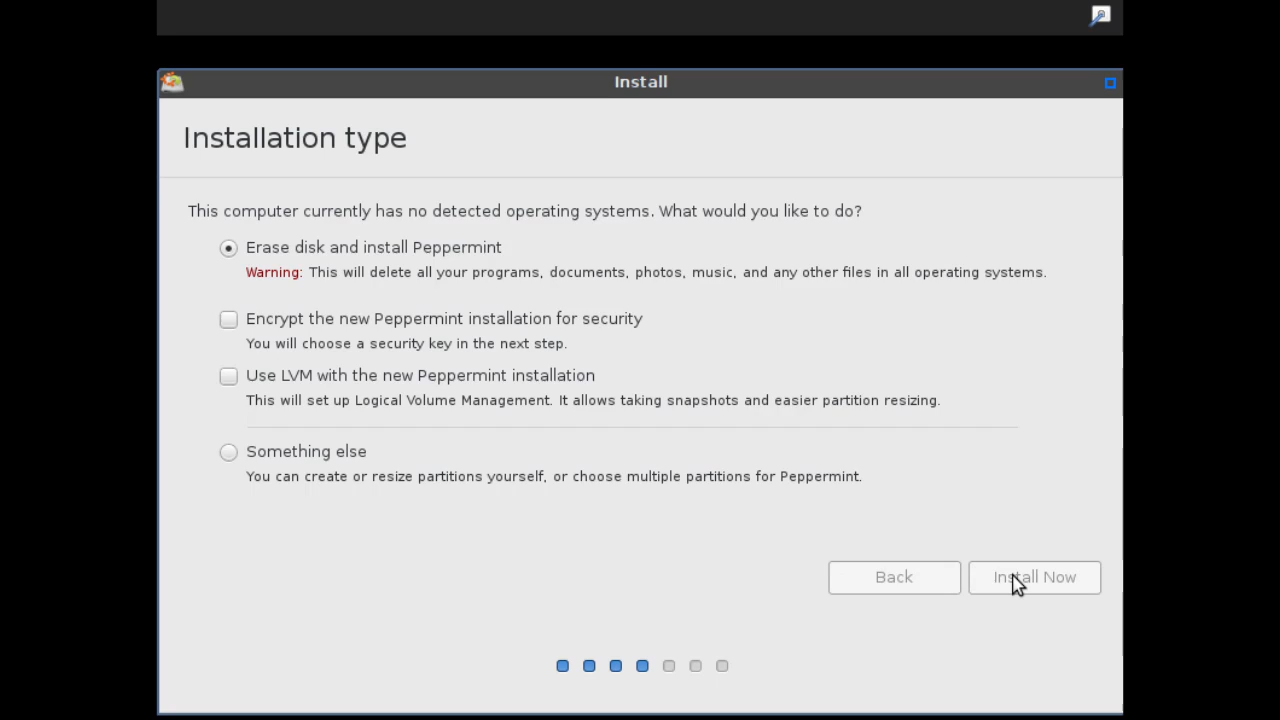 Install
Installation type
This computer currently has no detected operating systems. What would you like to do?
Erase disk and install Peppermint
Warning: This will delete all your programs, documents, photos, music, and any other files in all operating systems.
Encrypt the new Peppermint installation for security
You will choose a security key in the next step.
Use LVM with the new Peppermint installation
This will set up Logical Volume Management. It allows taking snapshots and easier partition resizing.
Something else
You can create or resize partitions yourself, or choose multiple partitions for Peppermint.
Back
Install Now